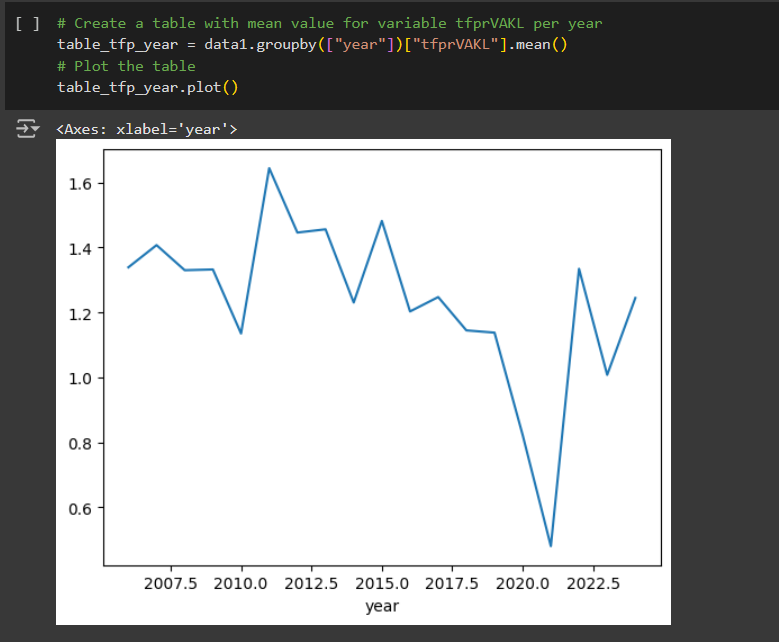 [ ] # Create a table with mean value for variable tfprVAKL per year
table_tfp_year = data1.groupby(["year"])["tfprVAKL"].mean()
# Plot the table
table_tfp_year.plot()
<Axes: xlabel='year'>
1.6
1.4
1.2
1.0
0.8
0.6
2007.5 2010.0 2012.5 2015.0 2017.5 2020.0 2022.5
year